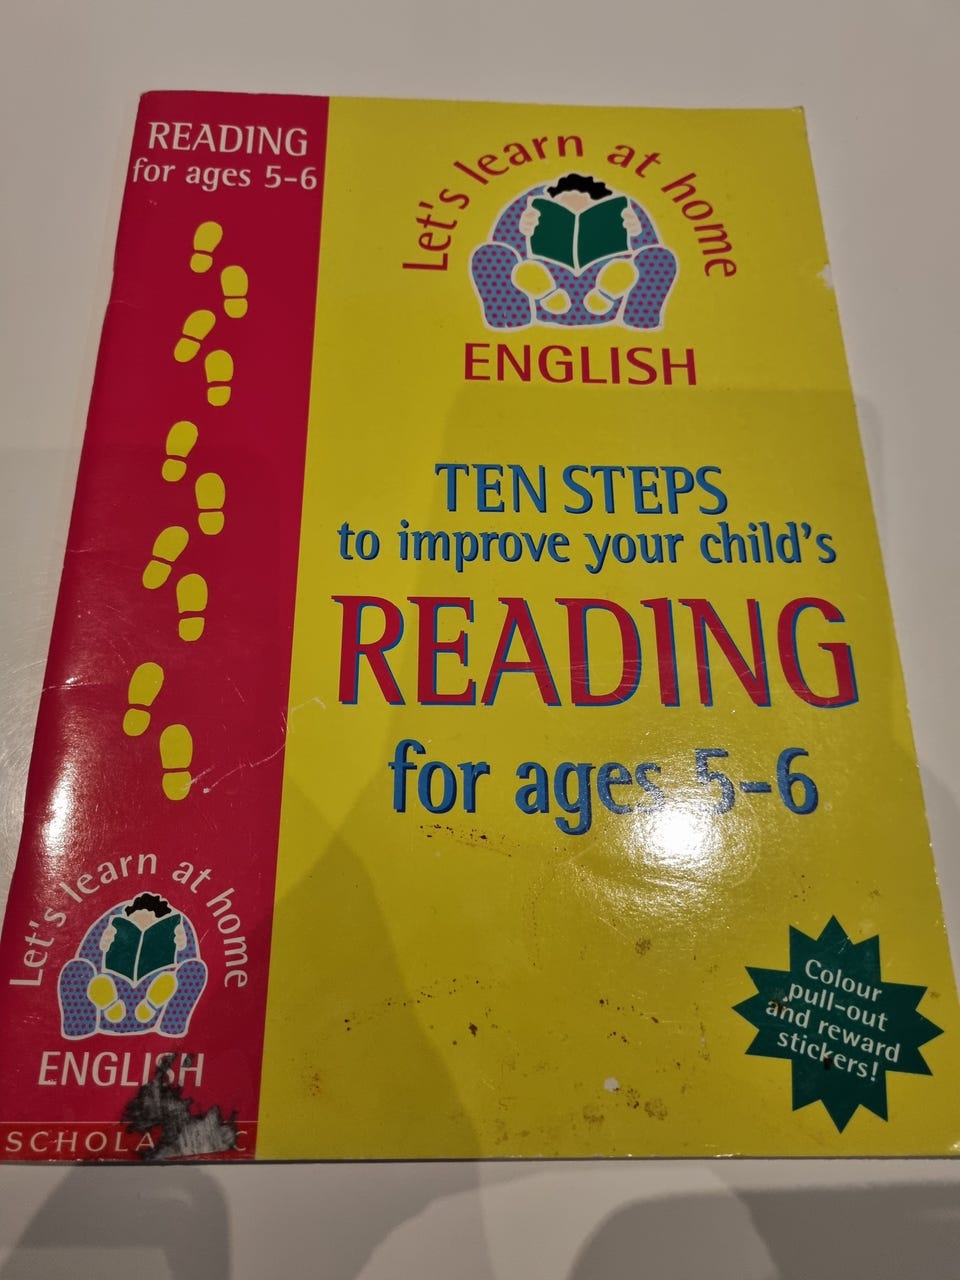 READING
for ages 5-6
Let's learn at home
ENGLISH
TEN STEPS
to improve your child's
READING
for ages 5-6
Colour
pull-out
and reward
stickers!
Let's learn at home
ENGLISH